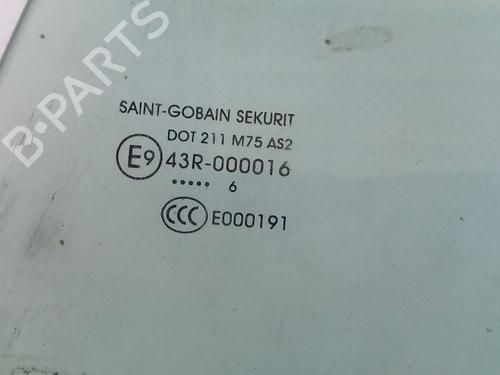 SAINT-GOBAIN SEKURIT
DOT 211 M75 AS2
E9 43R-000016
..... 6
CCC E000191
B-PARTS